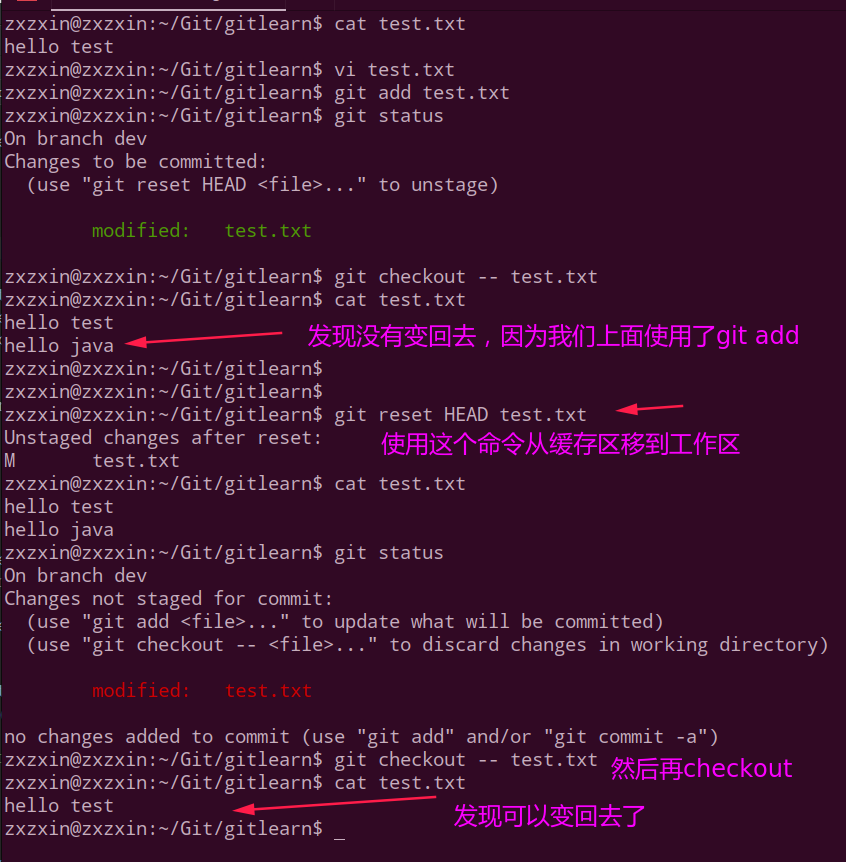 zxzxin@zxzxin:~/Git/gitlearn$ cat test.txt
hello test
zxzxin@zxzxin:~/Git/gitlearn$ vi test.txt
zxzxin@zxzxin:~/Git/gitlearn$ git add test.txt
zxzxin@zxzxin:~/Git/gitlearn$ git status
On branch dev
Changes to be committed:
  (use "git reset HEAD <file>..." to unstage)
        modified:   test.txt
zxzxin@zxzxin:~/Git/gitlearn$ git checkout -- test.txt
zxzxin@zxzxin:~/Git/gitlearn$ cat test.txt
hello test
hello java 发现没有变回去，因为我们上面使用了git add
zxzxin@zxzxin:~/Git/gitlearn$
zxzxin@zxzxin:~/Git/gitlearn$
zxzxin@zxzxin:~/Git/gitlearn$ git reset HEAD test.txt
Unstaged changes after reset: 使用这个命令从缓存区移到工作区
M       test.txt
zxzxin@zxzxin:~/Git/gitlearn$ cat test.txt
hello test
hello java
zxzxin@zxzxin:~/Git/gitlearn$ git status
On branch dev
Changes not staged for commit:
  (use "git add <file>..." to update what will be committed)
  (use "git checkout -- <file>..." to discard changes in working directory)
        modified:   test.txt
no changes added to commit (use "git add" and/or "git commit -a")
zxzxin@zxzxin:~/Git/gitlearn$ git checkout -- test.txt 然后再checkout
zxzxin@zxzxin:~/Git/gitlearn$ cat test.txt
hello test 发现可以变回去了
zxzxin@zxzxin:~/Git/gitlearn$ _